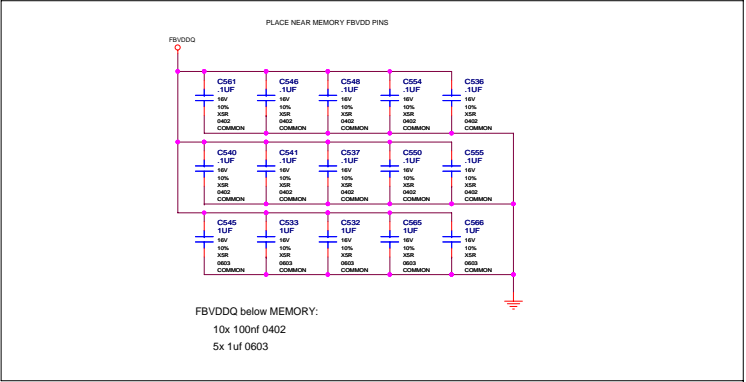 PLACE NEAR MEMORY FBVDD PINS
FBVDDQ
C561 C546 C548 C554 C536
.1UF .1UF .1UF .1UF .1UF
16V 16V 16V 16V 16V
10% 10% 10% 10% 10%
X5R X5R X5R X5R X5R
0402 0402 0402 0402 0402
COMMON COMMON COMMON COMMON COMMON
C540 C541 C537 C550 C555
.1UF .1UF .1UF .1UF .1UF
16V 16V 16V 16V 16V
10% 10% 10% 10% 10%
X5R X5R X5R X5R X5R
0402 0402 0402 0402 0402
COMMON COMMON COMMON COMMON COMMON
C545 C533 C532 C565 C566
1UF 1UF 1UF 1UF 1UF
16V 16V 16V 16V 16V
10% 10% 10% 10% 10%
X5R X5R X5R X5R X5R
0603 0603 0603 0603 0603
COMMON COMMON COMMON COMMON COMMON
FBVDDQ below MEMORY:
10x 100nf 0402
5x 1uf 0603